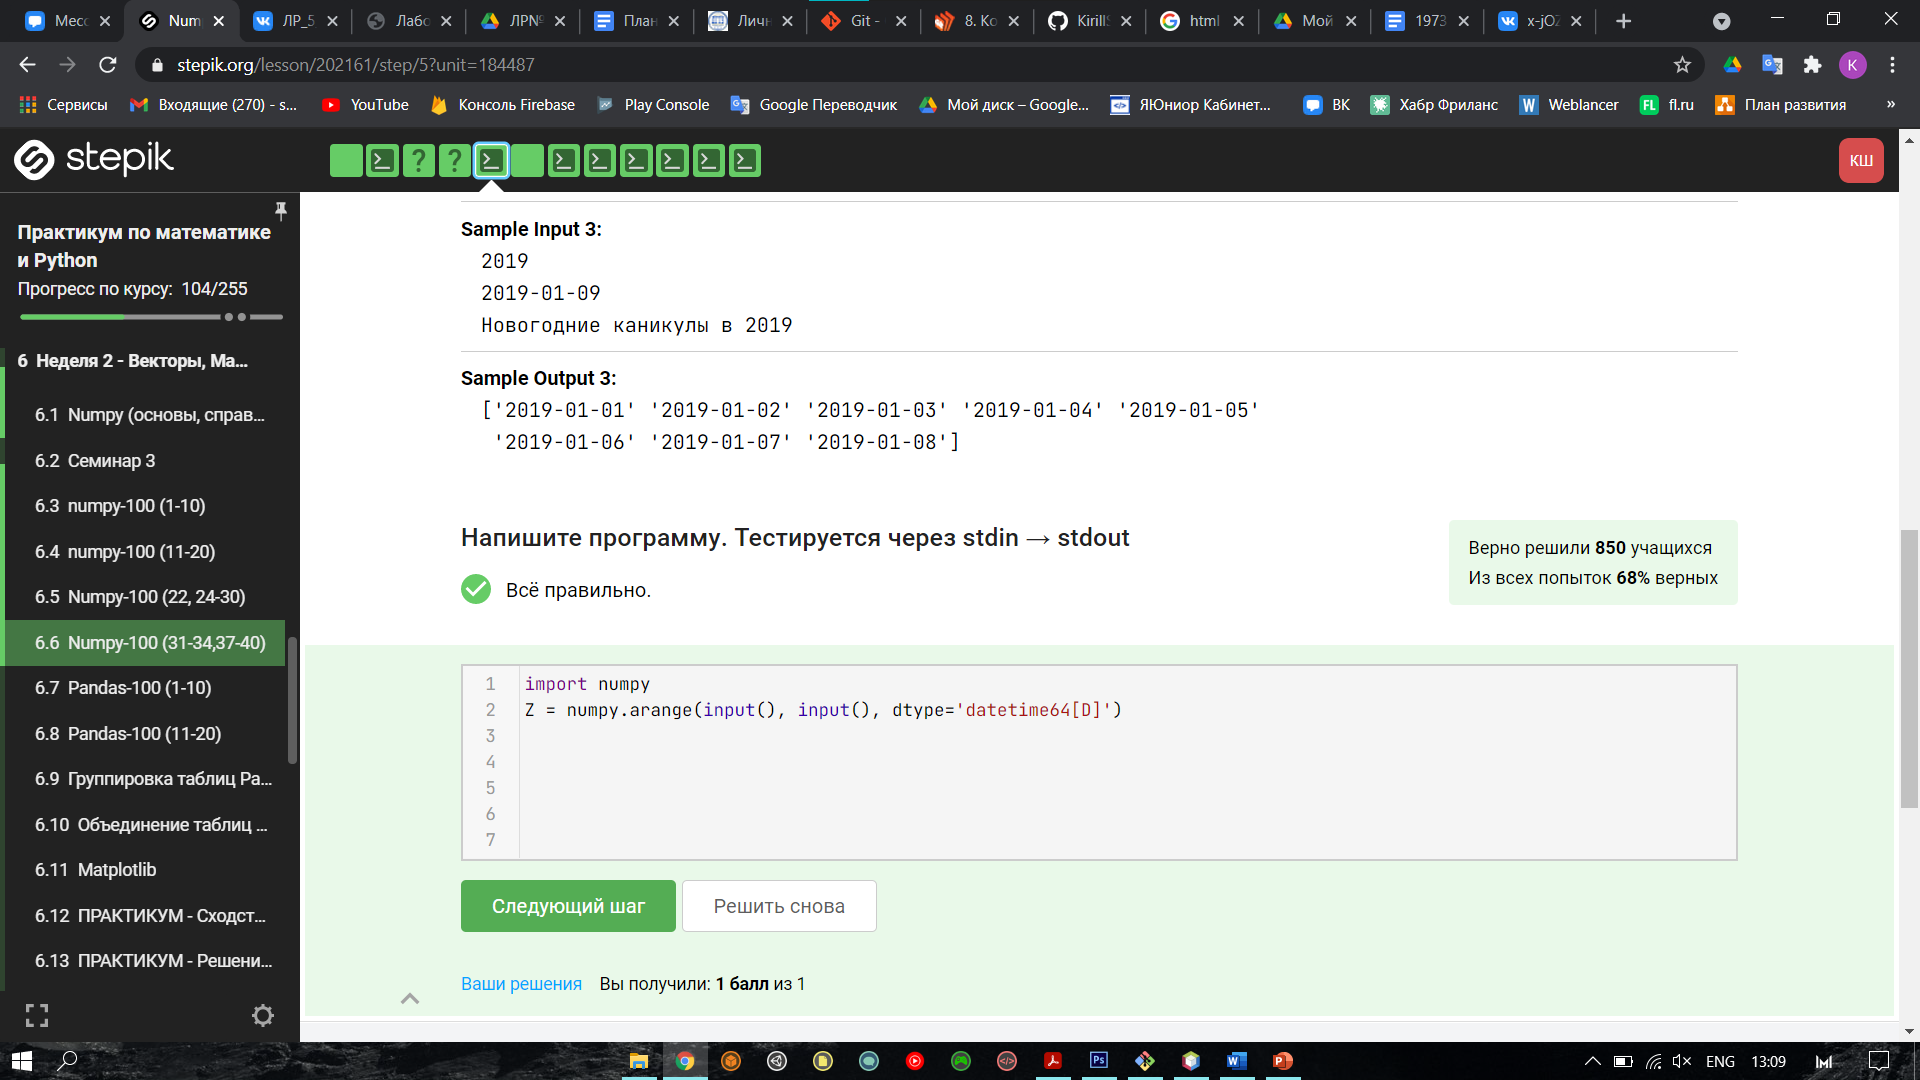 Месс
Num
ЛР_5
Лабо
ЛР№
План
Личн
Git -
8. Ко
KirillS
html
Мой
1973
x-jOZ
stepik.org/lesson/202161/step/5?unit=184487
K
Сервисы
Входящие (270) - s...
YouTube
Консоль Firebase
Play Console
Google Переводчик
Мой диск – Google...
ЯЮниор Кабинет...
ВК
Хабр Фриланс
Weblancer
fl.ru
План развития
»
stepik
КШ
Практикум по математике
и Python
Прогресс по курсу: 104/255
6 Неделя 2 - Векторы, Ма...
6.1 Numpy (основы, справ...
6.2 Семинар 3
6.3 numpy-100 (1-10)
6.4 numpy-100 (11-20)
6.5 Numpy-100 (22, 24-30)
6.6 Numpy-100 (31-34,37-40)
6.7 Pandas-100 (1-10)
6.8 Pandas-100 (11-20)
6.9 Группировка таблиц Pa...
6.10 Объединение таблиц ...
6.11 Matplotlib
6.12 ПРАКТИКУМ - Сходст...
6.13 ПРАКТИКУМ - Решени...
Sample Input 3:
2019
2019-01-09
Новогодние каникулы в 2019
Sample Output 3:
['2019-01-01' '2019-01-02' '2019-01-03' '2019-01-04' '2019-01-05'
'2019-01-06' '2019-01-07' '2019-01-08']
Напишите программу. Тестируется через stdin → stdout
Всё правильно.
Верно решили 850 учащихся
Из всех попыток 68% верных
1 import numpy
2 Z = numpy.arange(input(), input(), dtype='datetime64[D]')
3
4
5
6
7
Следующий шаг
Решить снова
Ваши решения Вы получили: 1 балл из 1
ENG
13:09